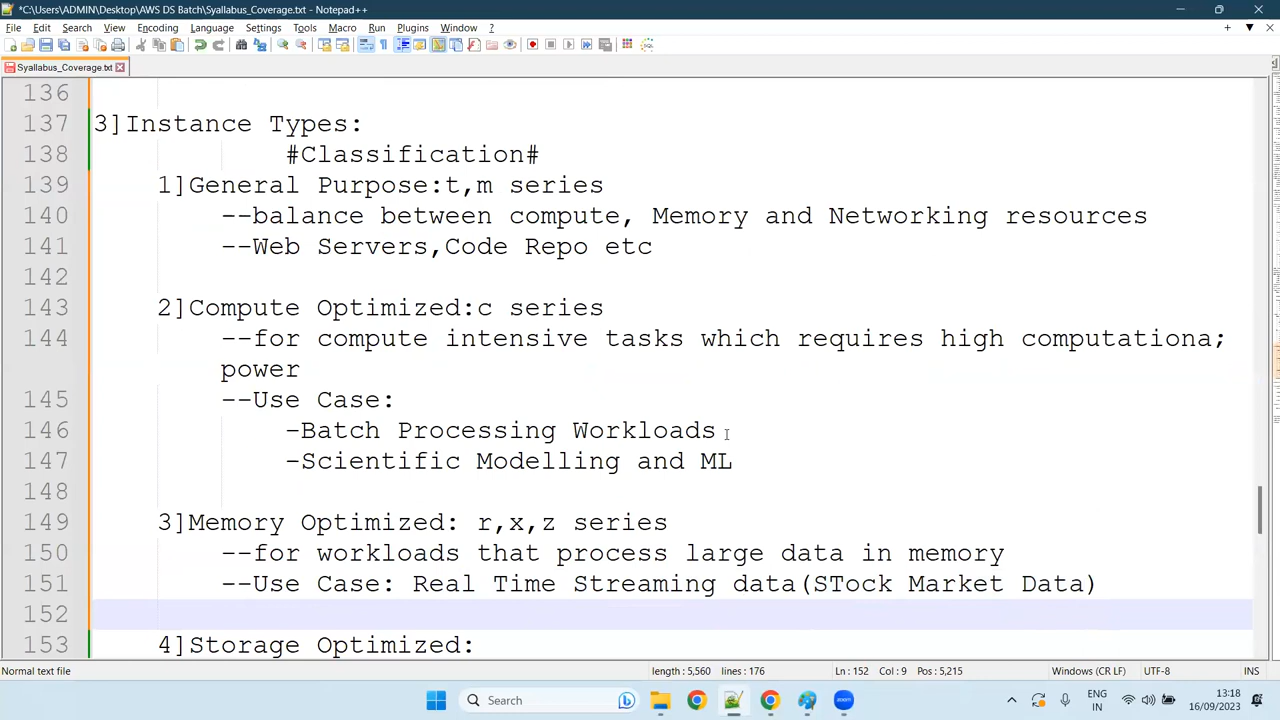 *C:\Users\ADMIN\Desktop\AWS DS Batch\Syallabus_Coverage.txt - Notepad++
File Edit Search View Encoding Language Settings Tools Macro Run Plugins Window ?
Syallabus_Coverage.txt
136
137 3]Instance Types:
138 #Classification#
139 1]General Purpose:t,m series
140 --balance between compute, Memory and Networking resources
141 --Web Servers,Code Repo etc
142
143 2]Compute Optimized:c series
144 --for compute intensive tasks which requires high computationa;
power
145 --Use Case:
146 -Batch Processing Workloads
147 -Scientific Modelling and ML
148
149 3]Memory Optimized: r,x,z series
150 --for workloads that process large data in memory
151 --Use Case: Real Time Streaming data(STock Market Data)
152
153 4]Storage Optimized:
Normal text file length : 5,560 lines : 176 Ln : 152 Col : 9 Pos : 5,215 Windows (CR LF) UTF-8 INS
Search ENG 13:18
IN 16/09/2023
zoom